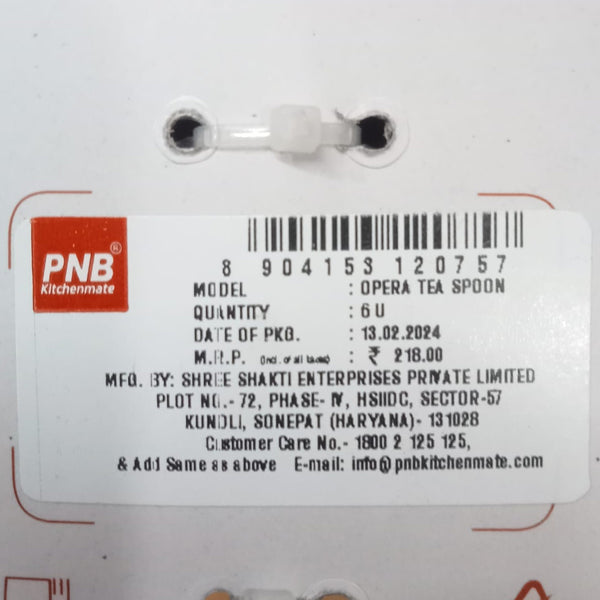 PNB®
Kitchenmate
8 904153 120757
MODEL : OPERA TEA SPOON
QUANTITY : 6 U
DATE OF PKG. : 13.02.2024
M.R.P. (Incl. of all taxes) : ₹ 218.00
MFG. BY: SHREE SHAKTI ENTERPRISES PRIVATE LIMITED
PLOT NO.- 72, PHASE- IV, HSIIDC, SECTOR-57
KUNDLI, SONEPAT (HARYANA)- 131028
Customer Care No.- 1800 2 125 125,
& Add Same as above E-mail: info@pnbkitchenmate.com